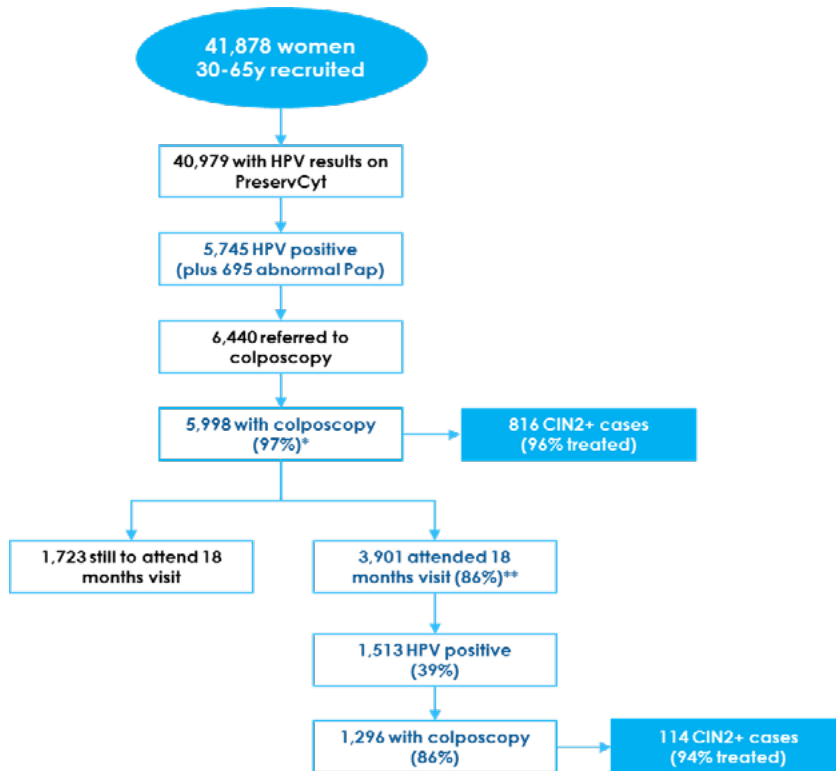 41,878 women
30-65y recruited
40,979 with HPV results on
PreservCyt
5,745 HPV positive
(plus 695 abnormal Pap)
6,440 referred to
colposcopy
5,998 with colposcopy
(97%)*
816 CIN2+ cases
(96% treated)
1,723 still to attend 18
months visit
3,901 attended 18
months visit (86%)**
1,513 HPV positive
(39%)
1,296 with colposcopy
(86%)
114 CIN2+ cases
(94% treated)